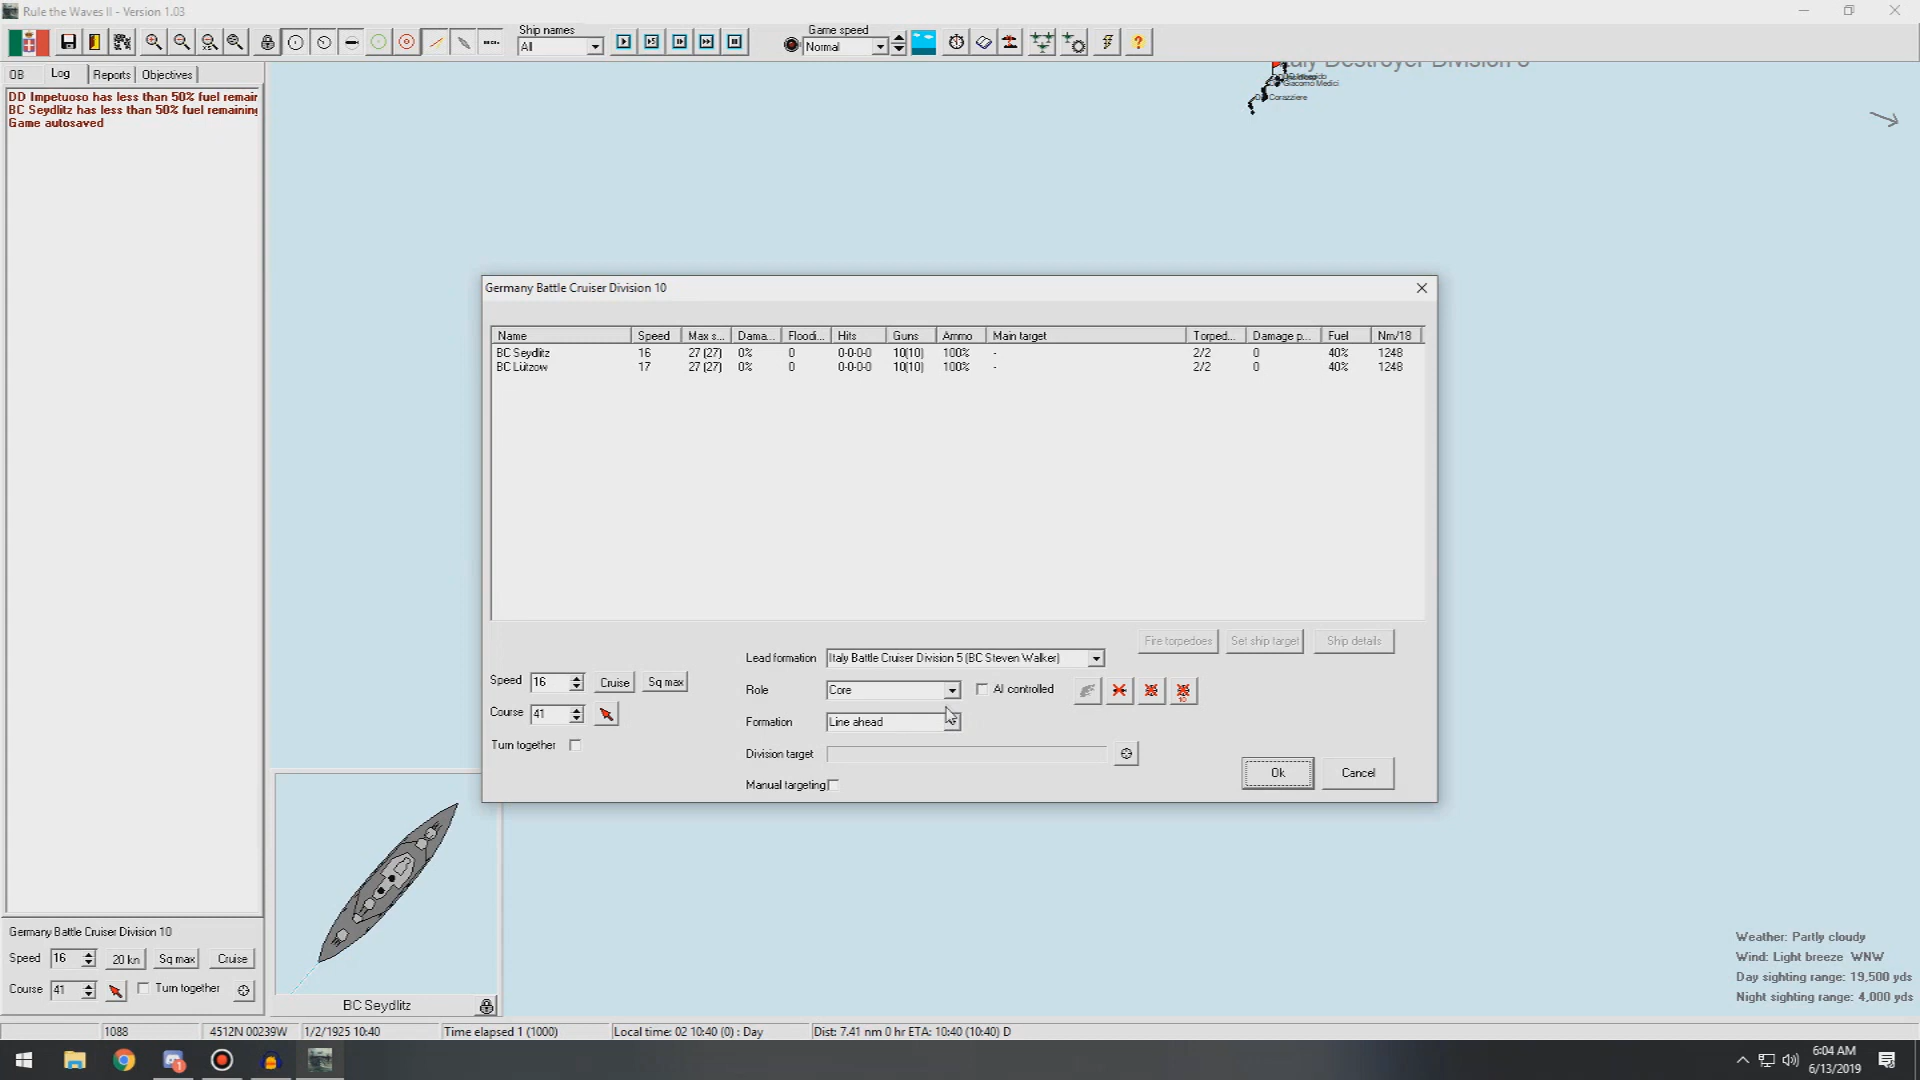 Rule the Waves II - Version 1.03
Ship names
All
Game speed
Normal
OB
Log
Reports
Objectives
DD Impetuoso has less than 50% fuel remain
BC Seydlitz has less than 50% fuel remaining
Game autosaved
Italy Destroyer Division 5
Giacomo Medici
Corazziere
Germany Battle Cruiser Division 10
Name Speed Max s... Dama... Floodi... Hits Guns Ammo Main target Torped... Damage p... Fuel Nm/18
BC Seydlitz 16 27 (27) 0% 0 0-0-0-0 10(10) 100% - 2/2 0 40% 1248
BC Lützow 17 27 (27) 0% 0 0-0-0-0 10(10) 100% - 2/2 0 40% 1248
Fire torpedoes Set ship target Ship details
Lead formation Italy Battle Cruiser Division 5 (BC Steven Walker)
Speed 16 Cruise Sq max
Role Core AI controlled
10
Course 41
Formation Line ahead
Turn together
Division target
Manual targeting
Ok Cancel
Germany Battle Cruiser Division 10
Speed 16 20 kn Sq max Cruise
Course 41 Turn together
BC Seydlitz
Weather: Partly cloudy
Wind: Light breeze WNW
Day sighting range: 19,500 yds
Night sighting range: 4,000 yds
1088 4512N 00239W 1/2/1925 10:40 Time elapsed 1 (1000) Local time: 02 10:40 (0) : Day Dist: 7.41 nm 0 hr ETA: 10:40 (10:40) D
6:04 AM
6/13/2019